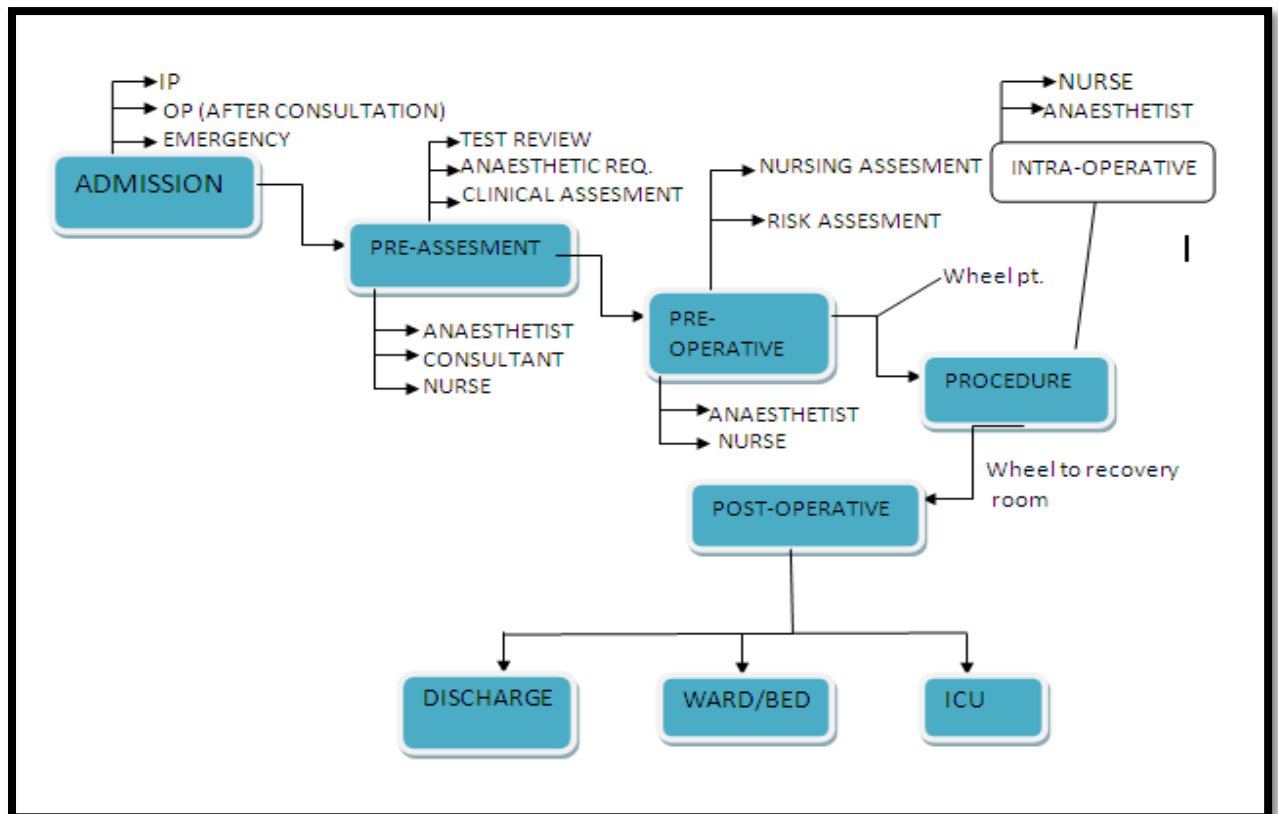 IP
OP (AFTER CONSULTATION)
EMERGENCY
ADMISSION
TEST REVIEW
ANAESTHETIC REQ.
CLINICAL ASSESMENT
PRE-ASSESMENT
ANAESTHETIST
CONSULTANT
NURSE
NURSING ASSESMENT
RISK ASSESMENT
PRE-
OPERATIVE
ANAESTHETIST
NURSE
Wheel pt.
NURSE
ANAESTHETIST
INTRA-OPERATIVE
I
PROCEDURE
Wheel to recovery
room
POST-OPERATIVE
DISCHARGE
WARD/BED
ICU